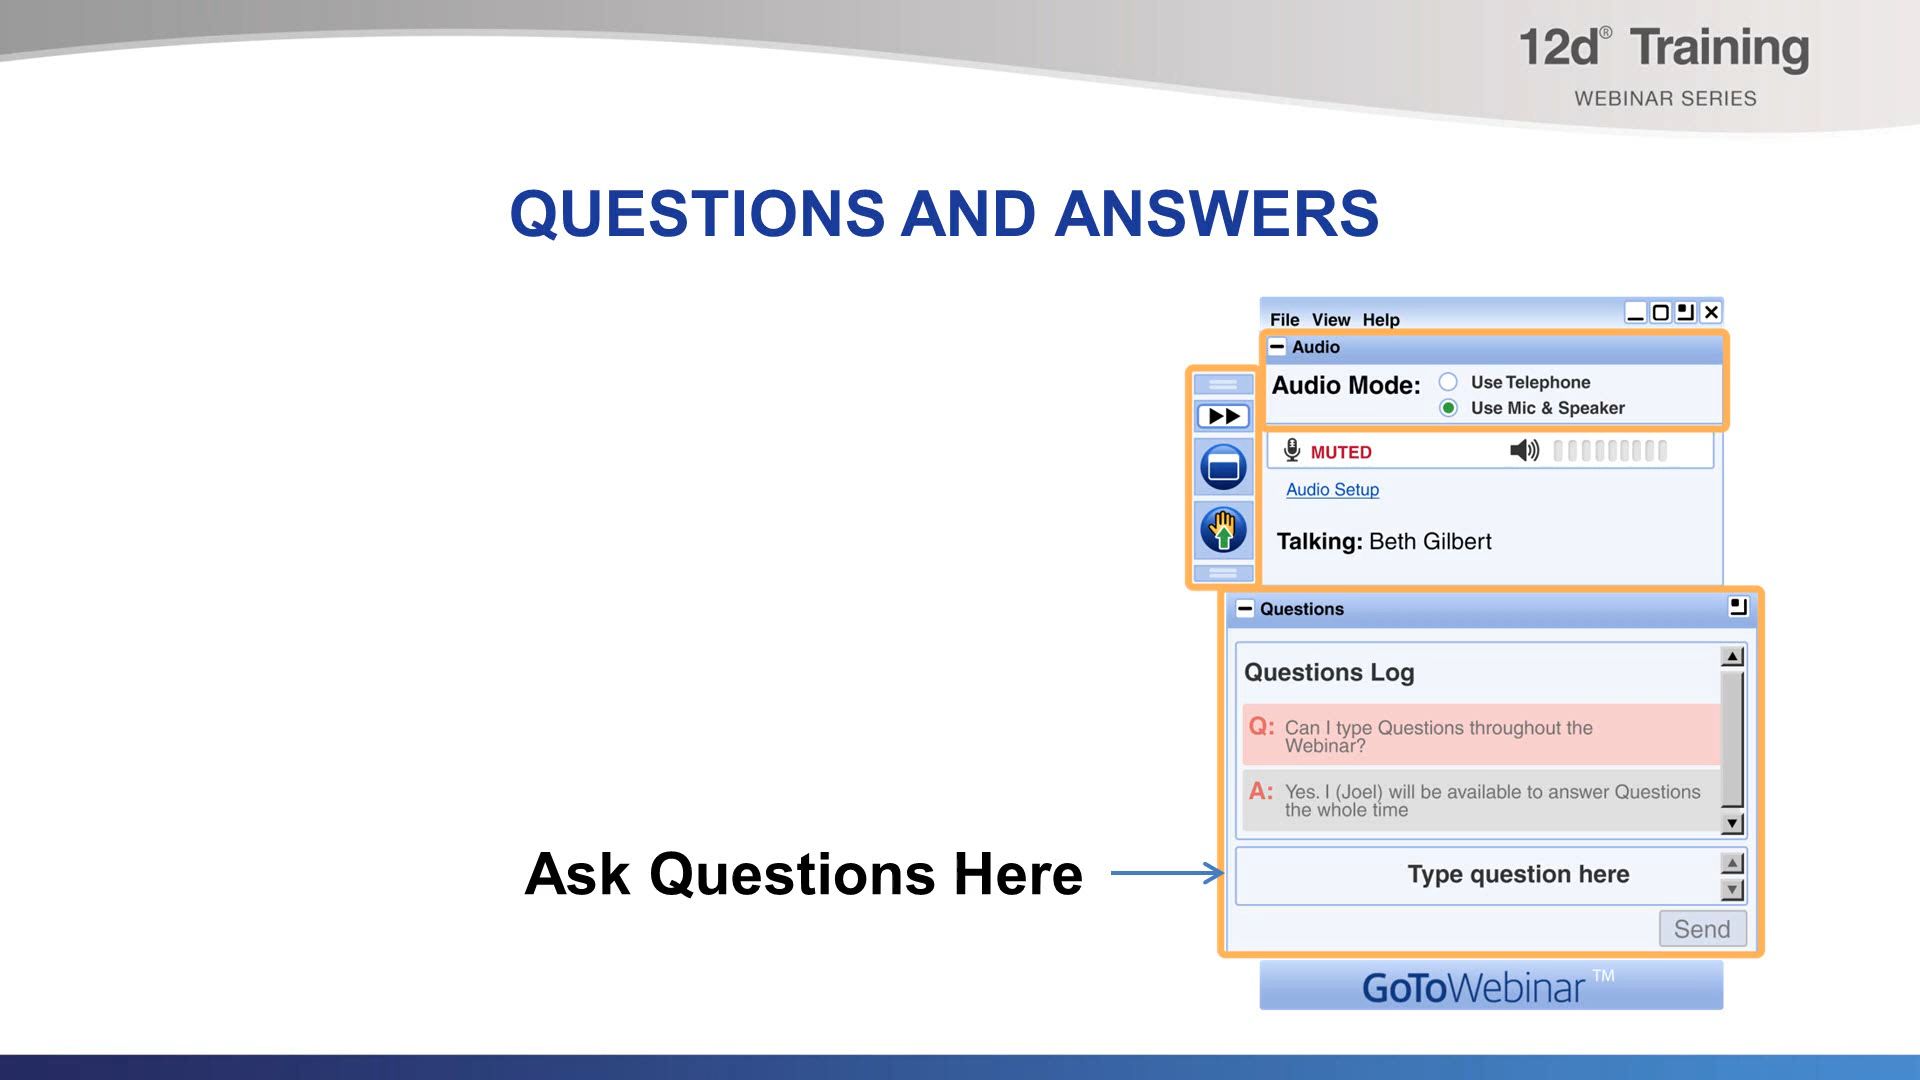 12d® Training
WEBINAR SERIES
QUESTIONS AND ANSWERS
File View Help
Audio
Audio Mode:
Use Telephone
Use Mic & Speaker
MUTED
Audio Setup
Talking: Beth Gilbert
Questions
Questions Log
Q: Can I type Questions throughout the
Webinar?
A: Yes. I (Joel) will be available to answer Questions
the whole time
Ask Questions Here
Type question here
Send
GoToWebinar™